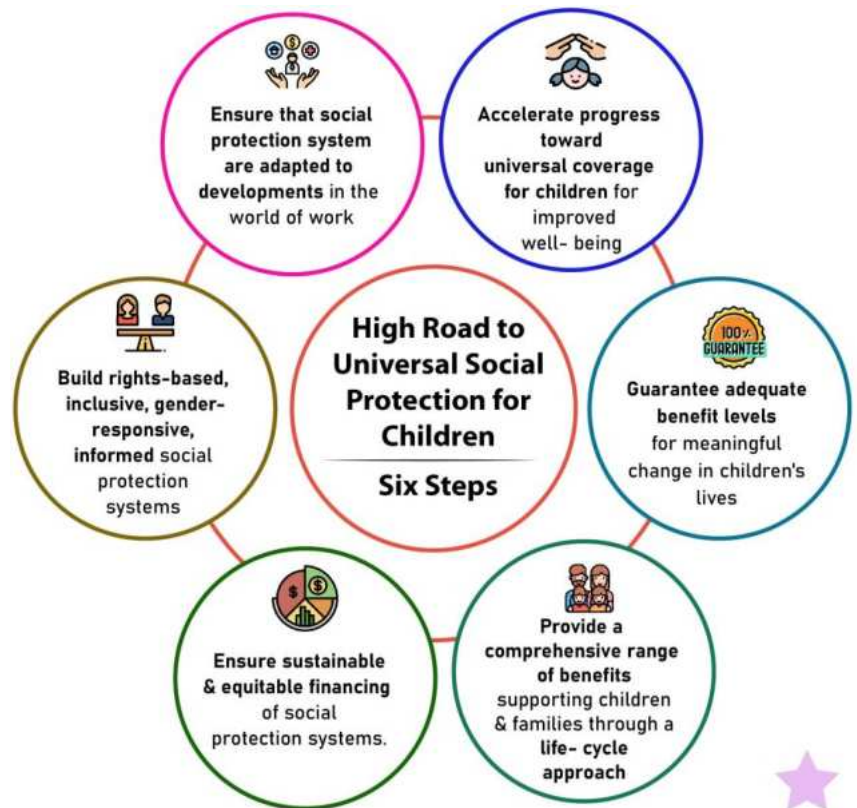 High Road to
Universal Social
Protection for
Children
Six Steps
Accelerate progress
toward
universal coverage
for children for
improved
well- being
100%
GUARANTEE
Guarantee adequate
benefit levels
for meaningful
change in children's
lives
Provide a
comprehensive range
of benefits
supporting children
& families through a
life- cycle
approach
$
$
Ensure sustainable
& equitable financing
of social
protection systems.
Build rights-based,
inclusive, gender-
responsive,
informed social
protection
systems
$
Ensure that social
protection system
are adapted to
developments in the
world of work